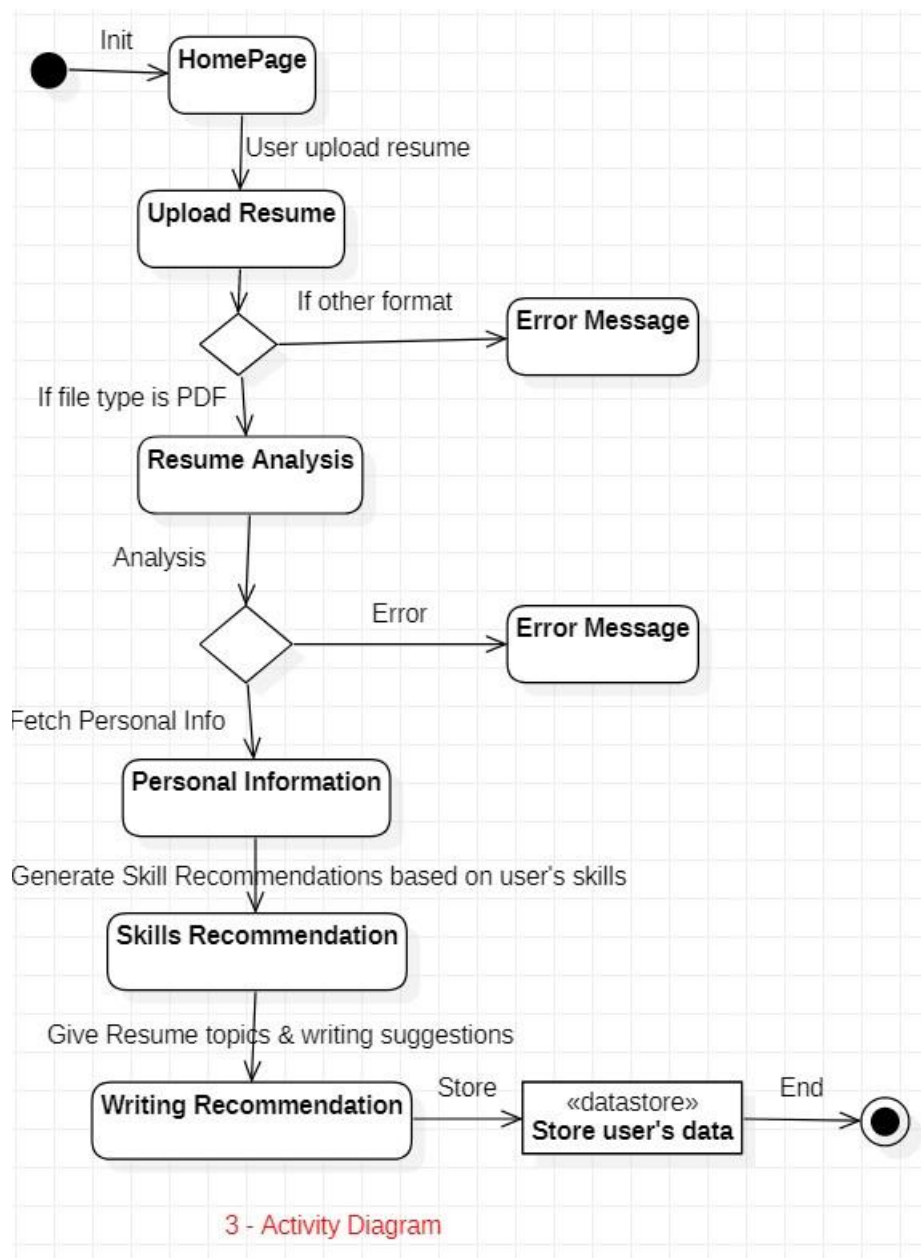 Init
HomePage
User upload resume
Upload Resume
If other format
Error Message
If file type is PDF
Resume Analysis
Analysis
Error
Error Message
Fetch Personal Info
Personal Information
Generate Skill Recommendations based on user's skills
Skills Recommendation
Give Resume topics & writing suggestions
Writing Recommendation
Store
«datastore»
Store user's data
End
3 - Activity Diagram